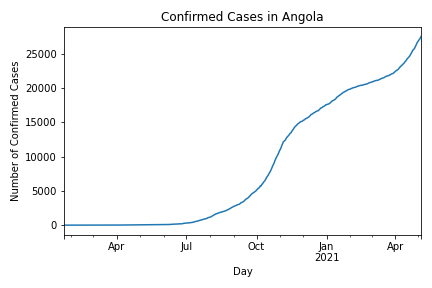 Confirmed Cases in Angola
Number of Confirmed Cases
25000
20000
15000
10000
5000
0
Apr
Jul
Oct
Jan
2021
Apr
Day